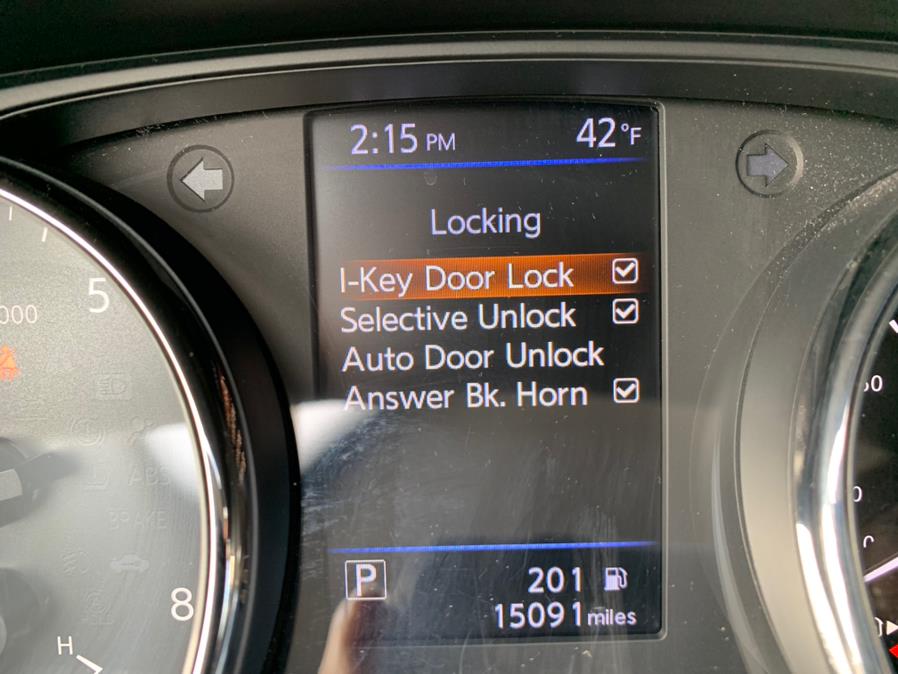 2:15 PM 42°F
Locking
I-Key Door Lock
Selective Unlock
Auto Door Unlock
Answer Bk. Horn
P 201
15091 miles
5
000
ABS
BRAKE
8
H